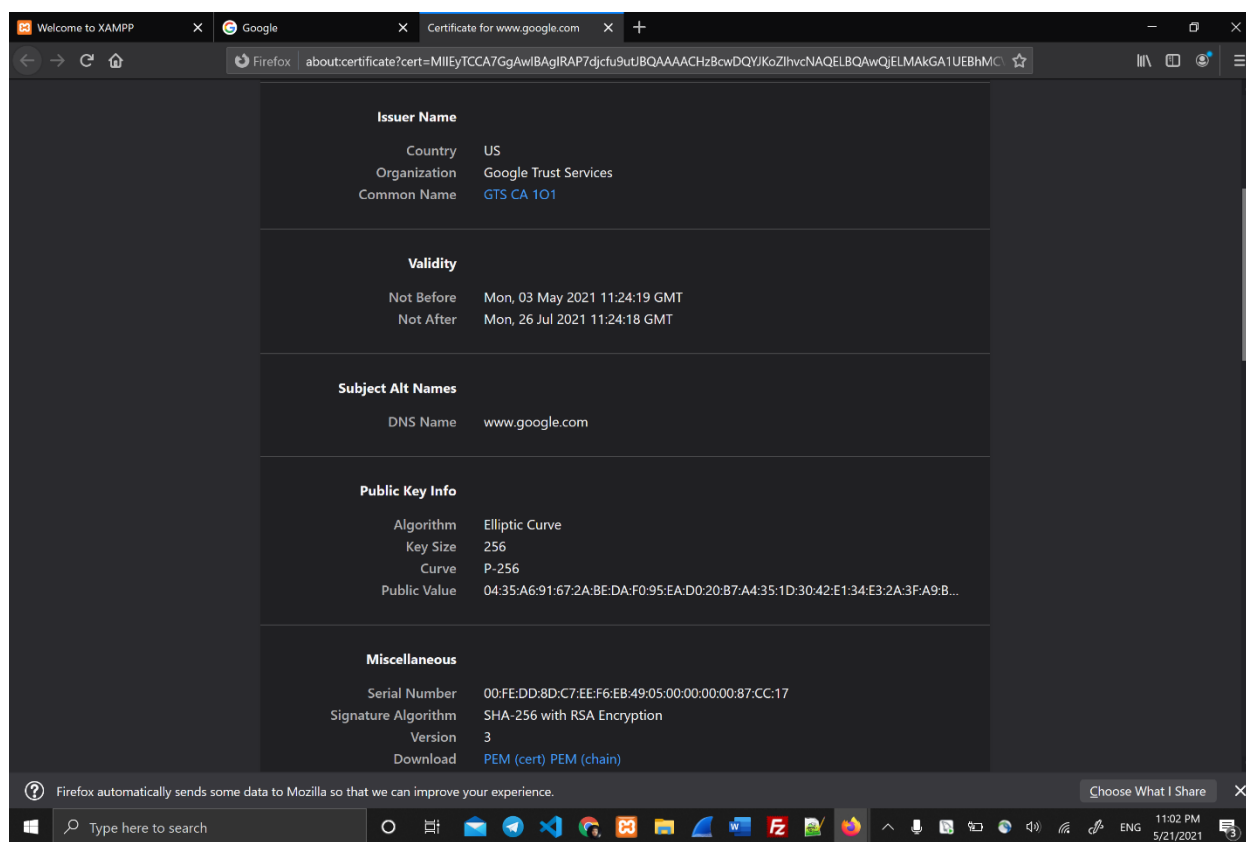 Welcome to XAMPP
Google
Certificate for www.google.com
Firefox about:certificate?cert=MIIEyTCCA7GgAwIBAgIRAP7djcfu9utJBQAAAACHzBcwDQYJKoZIhvcNAQELBQAwQjELMAkGA1UEBhMC
Issuer Name
Country US
Organization Google Trust Services
Common Name GTS CA 1O1
Validity
Not Before Mon, 03 May 2021 11:24:19 GMT
Not After Mon, 26 Jul 2021 11:24:18 GMT
Subject Alt Names
DNS Name www.google.com
Public Key Info
Algorithm Elliptic Curve
Key Size 256
Curve P-256
Public Value 04:35:A6:91:67:2A:BE:DA:F0:95:EA:D0:20:B7:A4:35:1D:30:42:E1:34:E3:2A:3F:A9:B...
Miscellaneous
Serial Number 00:FE:DD:8D:C7:EE:F6:EB:49:05:00:00:00:00:87:CC:17
Signature Algorithm SHA-256 with RSA Encryption
Version 3
Download PEM (cert) PEM (chain)
Firefox automatically sends some data to Mozilla so that we can improve your experience.
Choose What I Share
Type here to search
ENG
11:02 PM
5/21/2021
3